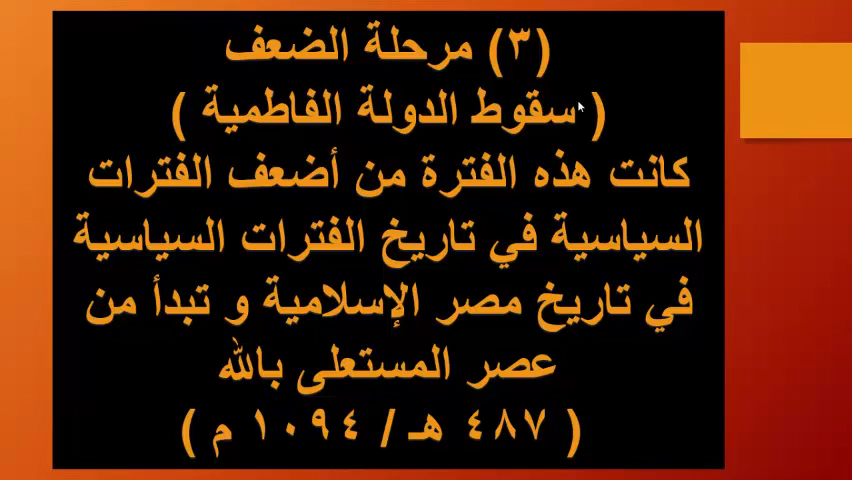 (٣) مرحلة الضعف
( سقوط الدولة الفاطمية )
كانت هذه الفترة من أضعف الفترات
السياسية في تاريخ الفترات السياسية
في تاريخ مصر الإسلامية و تبدأ من
عصر المستعلى بالله
( ٤٨٧ هـ / ١٠٩٤ م )